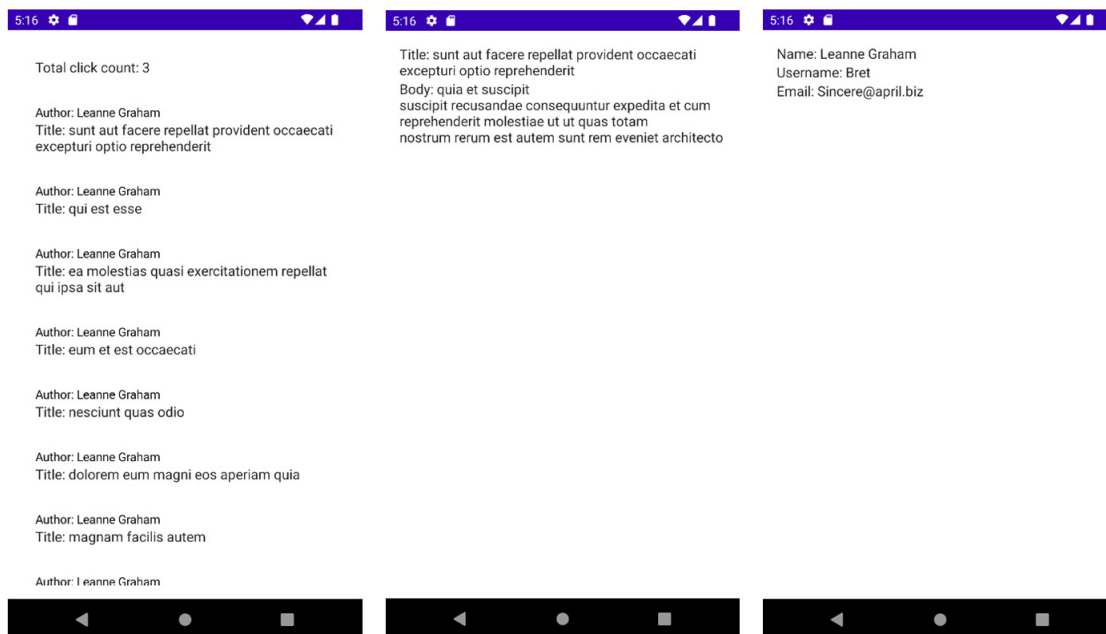 5:16
Total click count: 3
Author: Leanne Graham
Title: sunt aut facere repellat provident occaecati
excepturi optio reprehenderit
Author: Leanne Graham
Title: qui est esse
Author: Leanne Graham
Title: ea molestias quasi exercitationem repellat
qui ipsa sit aut
Author: Leanne Graham
Title: eum et est occaecati
Author: Leanne Graham
Title: nesciunt quas odio
Author: Leanne Graham
Title: dolorem eum magni eos aperiam quia
Author: Leanne Graham
Title: magnam facilis autem
Author: Leanne Graham
5:16
Title: sunt aut facere repellat provident occaecati
excepturi optio reprehenderit
Body: quia et suscipit
suscipit recusandae consequuntur expedita et cum
reprehenderit molestiae ut ut quas totam
nostrum rerum est autem sunt rem eveniet architecto
5:16
Name: Leanne Graham
Username: Bret
Email: Sincere@april.biz